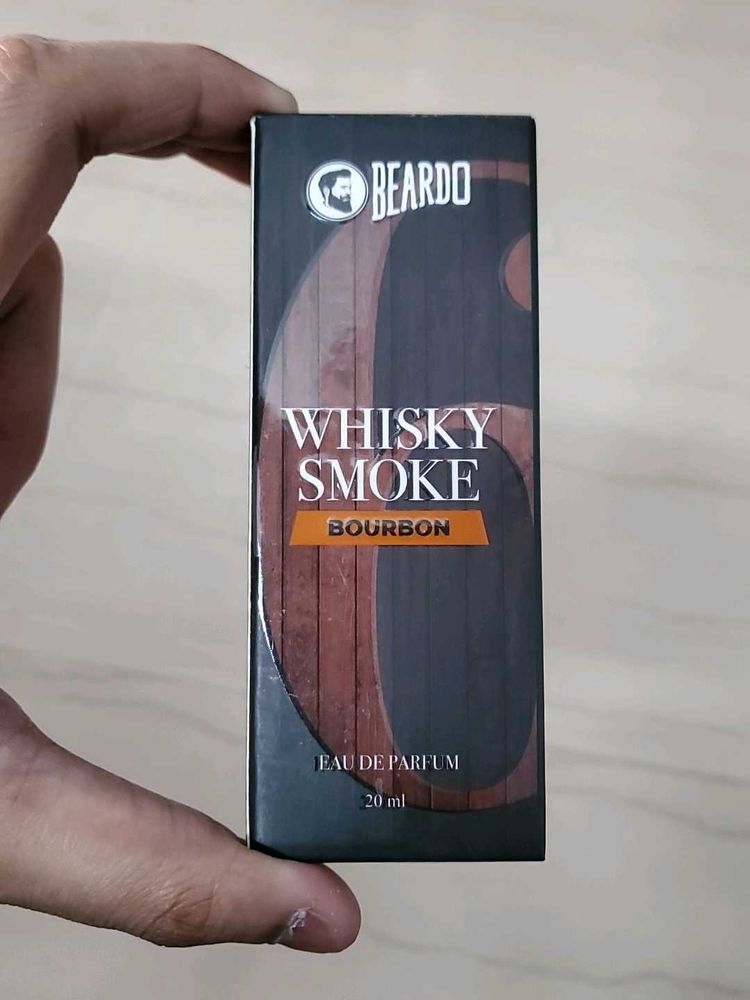 BEARDO
WHISKY
SMOKE
BOURBON
EAU DE PARFUM
20 ml